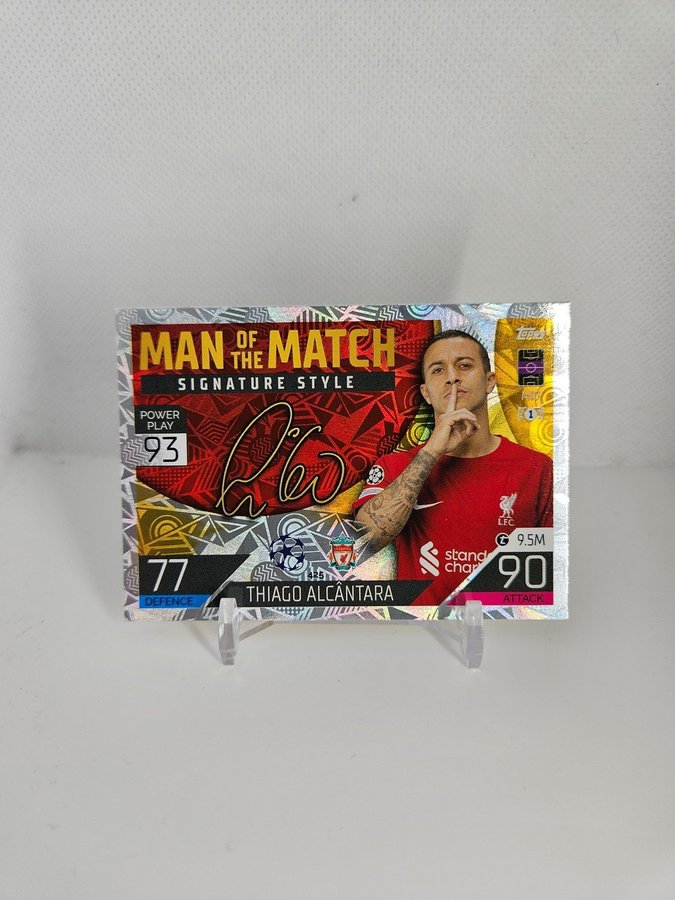 MAN OF THE MATCH
SIGNATURE STYLE
Topps
POWER
PLAY
93
1
L.F.C.
9.5M
77
DEFENCE
THIAGO ALCÂNTARA
90
ATTACK